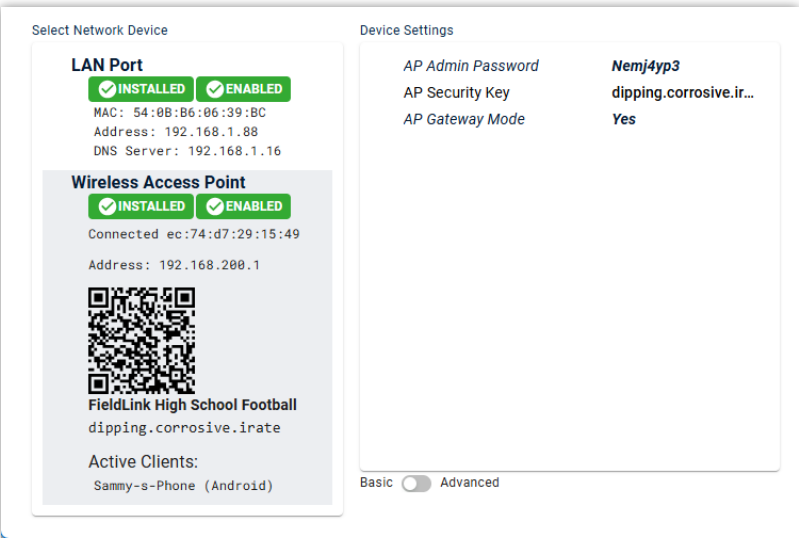 Select Network Device
LAN Port
INSTALLED ENABLED
MAC: 54:0B:B6:06:39:BC
Address: 192.168.1.88
DNS Server: 192.168.1.16
Wireless Access Point
INSTALLED ENABLED
Connected ec:74:d7:29:15:49
Address: 192.168.200.1
FieldLink High School Football
dipping.corrosive.irate
Active Clients:
Sammy-s-Phone (Android)
Device Settings
AP Admin Password Nemj4yp3
AP Security Key dipping.corrosive.ir...
AP Gateway Mode Yes
Basic Advanced